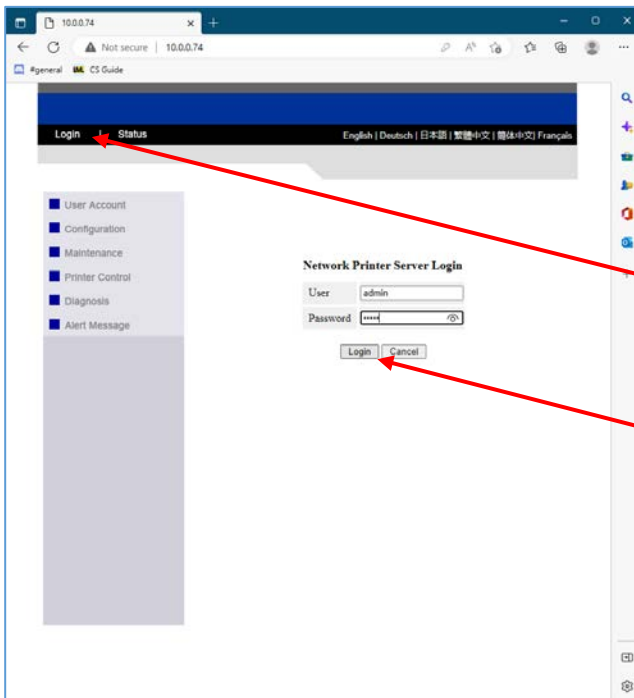 10.0.0.74
Not secure | 10.0.0.74
#general IML CS Guide
Login | Status
English | Deutsch | 日本語 | 繁體中文 | 簡体中文| Français
User Account
Configuration
Maintenance
Printer Control
Diagnosis
Alert Message
Network Printer Server Login
User admin
Password •••••
Login Cancel